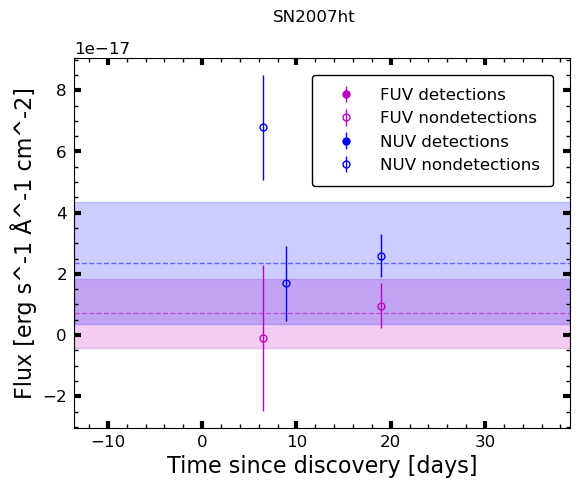 SN2007ht
1e−17
FUV detections
FUV nondetections
NUV detections
NUV nondetections
8
6
4
2
0
−2
Flux [erg s^-1 Å^-1 cm^-2]
−10 0 10 20 30
Time since discovery [days]